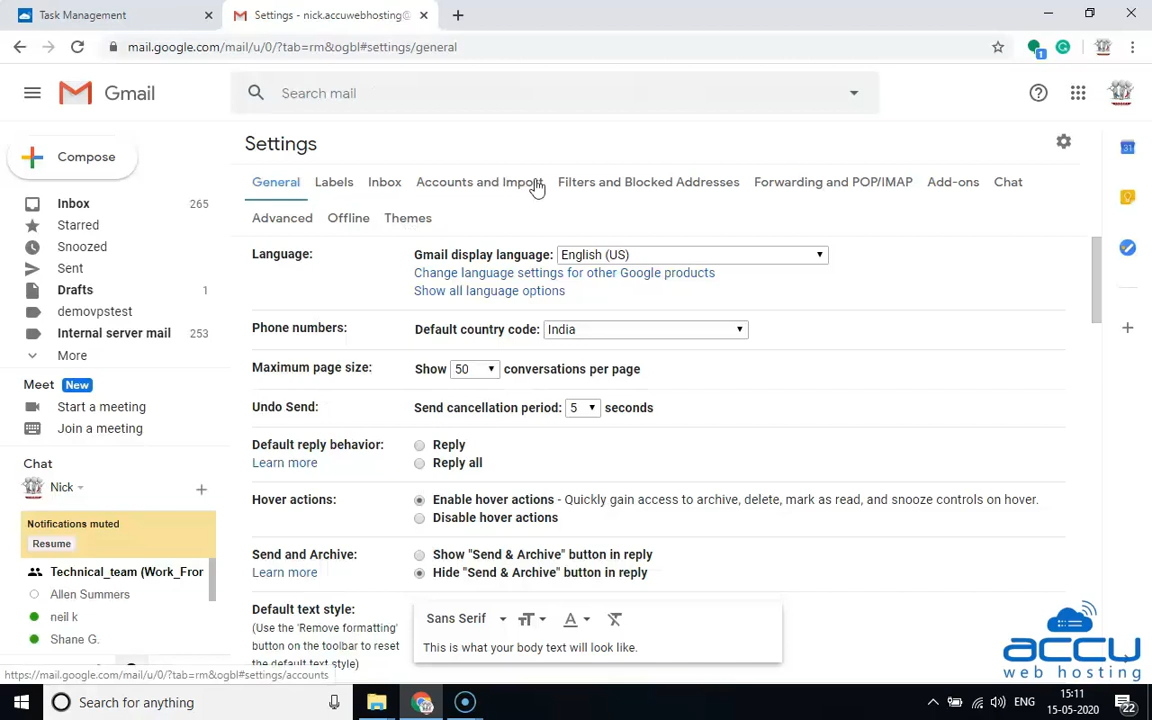 Task Management
Settings - nick.accuwebhosting@
mail.google.com/mail/u/0/?tab=rm&ogbl#settings/general
1
Gmail
Search mail
Compose
Inbox 265
Starred
Snoozed
Sent
Drafts 1
demovpstest
Internal server mail 253
More
Meet New
Start a meeting
Join a meeting
Chat
Nick
Notifications muted
Resume
Technical_team (Work_Fror
Allen Summers
neil k
Shane G.
Settings
General Labels Inbox Accounts and Import Filters and Blocked Addresses Forwarding and POP/IMAP Add-ons Chat
Advanced Offline Themes
Language: Gmail display language: English (US)
Change language settings for other Google products
Show all language options
Phone numbers: Default country code: India
Maximum page size: Show 50 conversations per page
Undo Send: Send cancellation period: 5 seconds
Default reply behavior: Reply
Learn more Reply all
Hover actions: Enable hover actions - Quickly gain access to archive, delete, mark as read, and snooze controls on hover.
Disable hover actions
Send and Archive: Show "Send & Archive" button in reply
Learn more Hide "Send & Archive" button in reply
Default text style: Sans Serif
(Use the 'Remove formatting'
button on the toolbar to reset
the default text style)
This is what your body text will look like.
31
accu
web hosting
https://mail.google.com/mail/u/0/?tab=rm&ogbl#settings/accounts
Search for anything
ENG
15:11
15-05-2020
22